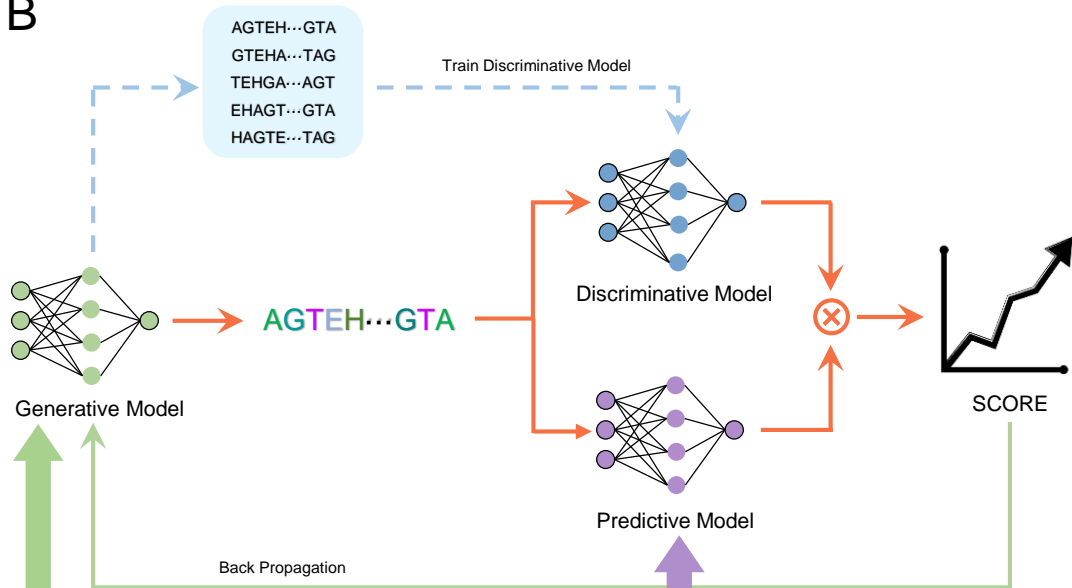 B
AGTEH···GTA
GTEHA···TAG
TEHGA···AGT
EHAGT···GTA
HAGTE···TAG
Train Discriminative Model
AGTEH···GTA
Discriminative Model
Generative Model
SCORE
Predictive Model
Back Propagation